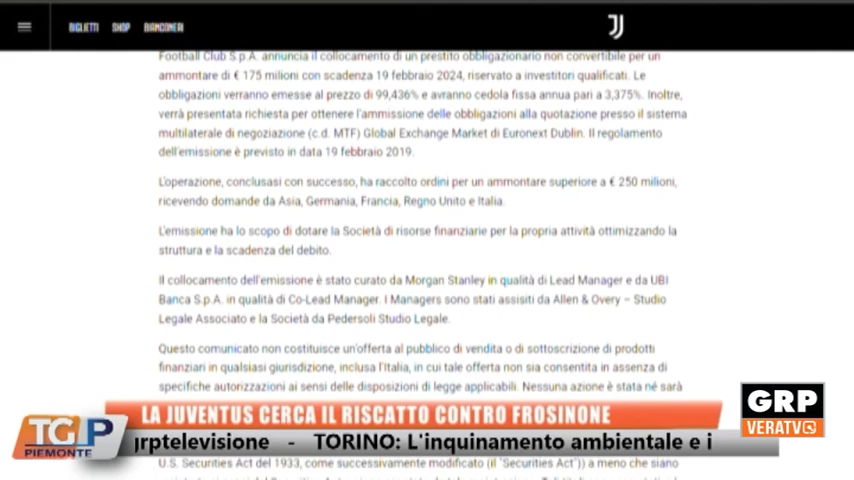 BIGLIETTI SHOP BIANCONERI
Football Club S.p.A. annuncia il collocamento di un prestito obbligazionario non convertibile per un
ammontare di € 175 milioni con scadenza 19 febbraio 2024, riservato a investitori qualificati. Le
obbligazioni verranno emesse al prezzo di 99,436% e avranno cedola fissa annua pari a 3,375%. Inoltre,
verrà presentata richiesta per ottenere l'ammissione delle obbligazioni alla quotazione presso il sistema
multilaterale di negoziazione (c.d. MTF) Global Exchange Market di Euronext Dublin. Il regolamento
dell'emissione è previsto in data 19 febbraio 2019.
L'operazione, conclusasi con successo, ha raccolto ordini per un ammontare superiore a € 250 milioni,
ricevendo domande da Asia, Germania, Francia, Regno Unito e Italia.
L'emissione ha lo scopo di dotare la Società di risorse finanziarie per la propria attività ottimizzando la
struttura e la scadenza del debito.
Il collocamento dell'emissione è stato curato da Morgan Stanley in qualità di Lead Manager e da UBI
Banca S.p.A. in qualità di Co-Lead Manager. I Managers sono stati assisiti da Allen & Overy – Studio
Legale Associato e la Società da Pedersoli Studio Legale.
Questo comunicato non costituisce un'offerta al pubblico di vendita o di sottoscrizione di prodotti
finanziari in qualsiasi giurisdizione, inclusa l'Italia, in cui tale offerta non sia consentita in assenza di
specifiche autorizzazioni ai sensi delle disposizioni di legge applicabili. Nessuna azione è stata né sarà
LA JUVENTUS CERCA IL RISCATTO CONTRO FROSINONE
GRP
VERATV
TGP
PIEMONTE
grptelevisione - TORINO: L'inquinamento ambientale e i
U.S. Securities Act del 1933, come successivamente modificato (il "Securities Act")) a meno che siano